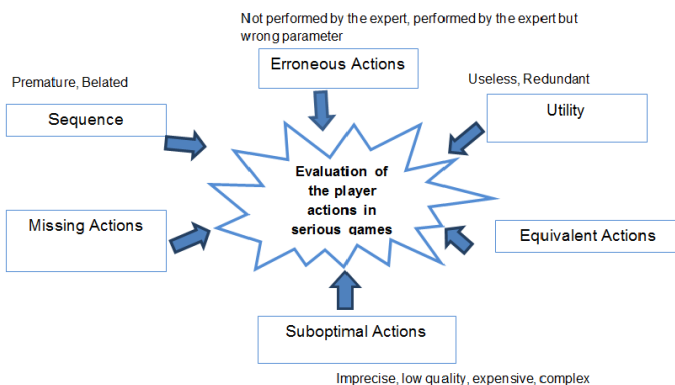 Not performed by the expert, performed by the expert but
wrong parameter
Erroneous Actions
Premature, Belated
Sequence
Useless, Redundant
Utility
Evaluation of
the player
actions in
serious games
Missing Actions
Equivalent Actions
Suboptimal Actions
Imprecise, low quality, expensive, complex